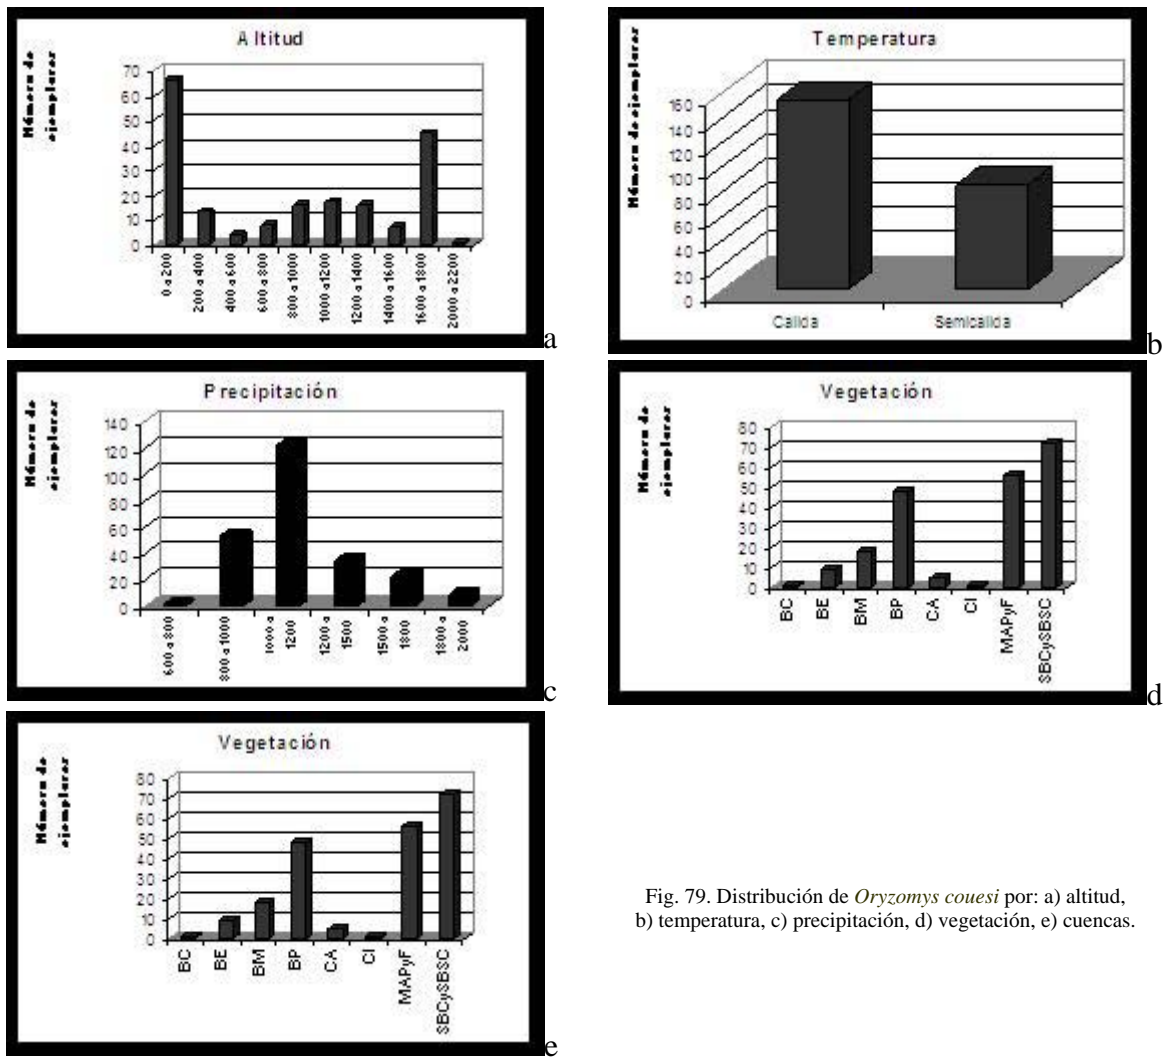 Altitud
Número de
ejemplares
70
60
50
40
30
20
10
0
0 a 200
200 a 400
400 a 600
600 a 800
800 a 1000
1000 a 1200
1200 a 1400
1400 a 1600
1600 a 1800
2000 a 2200
a
Temperatura
Número de ejemplares
160
140
120
100
80
60
40
20
0
Calida
Semicalida
b
Precipitación
Número de
ejemplares
140
120
100
80
60
40
20
0
600 a 800
800 a 1000
1000 a
1200
1200 a
1500
1500 a
1800
1800 a
2000
c
Vegetación
Número de
ejemplares
80
70
60
50
40
30
20
10
0
BC
BE
BM
BP
CA
CI
MAPyF
SBCySBSC
d
Vegetación
Número de
ejemplares
80
70
60
50
40
30
20
10
0
BC
BE
BM
BP
CA
CI
MAPyF
SBCySBSC
e
Fig. 79. Distribución de Oryzomys couesi por: a) altitud,
b) temperatura, c) precipitación, d) vegetación, e) cuencas.